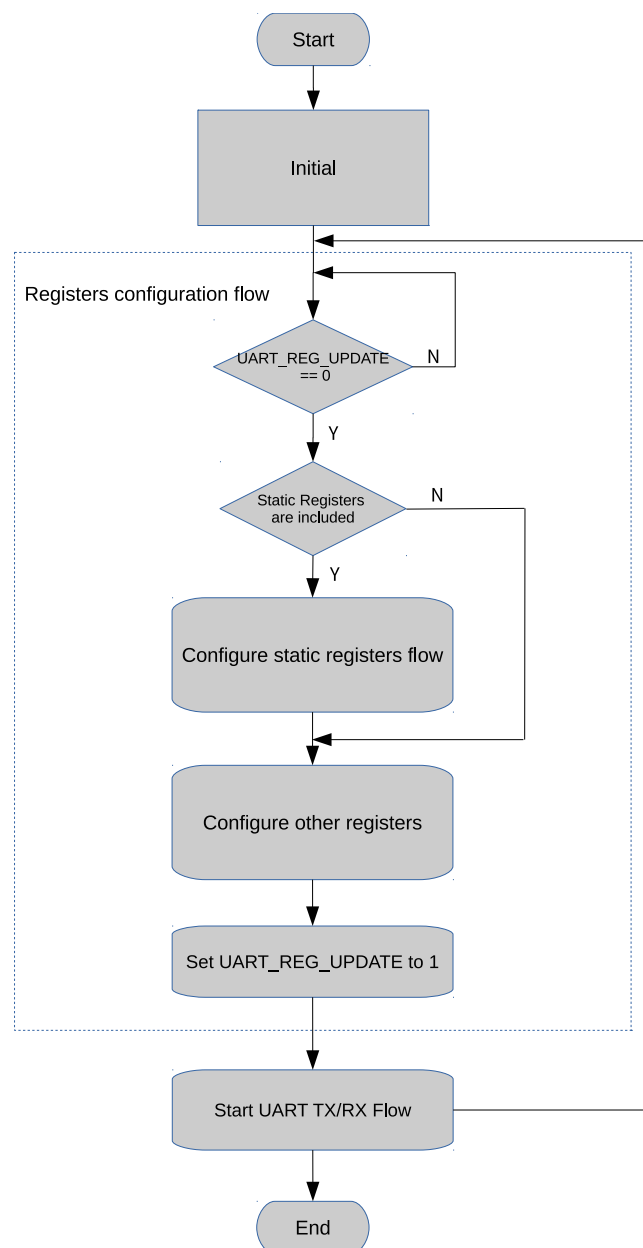 Start
Initial
Registers configuration flow
UART_REG_UPDATE
== 0
N
Y
Static Registers
are included
N
Y
Configure static registers flow
Configure other registers
Set UART_REG_UPDATE to 1
Start UART TX/RX Flow
End